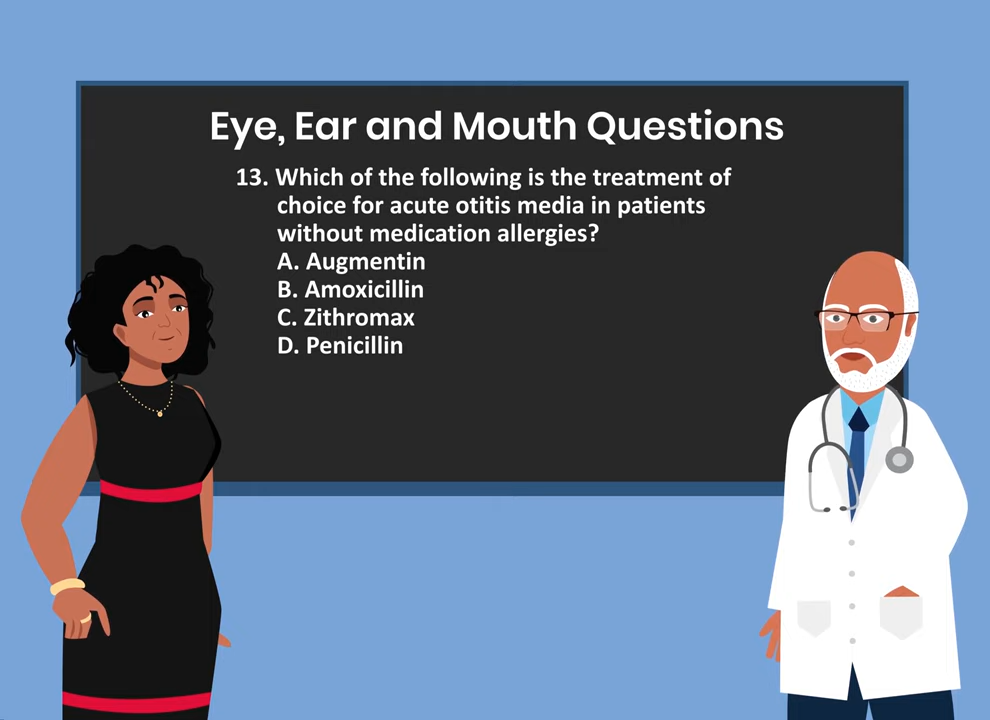 Eye, Ear and Mouth Questions
13. Which of the following is the treatment of
choice for acute otitis media in patients
without medication allergies?
A. Augmentin
B. Amoxicillin
C. Zithromax
D. Penicillin